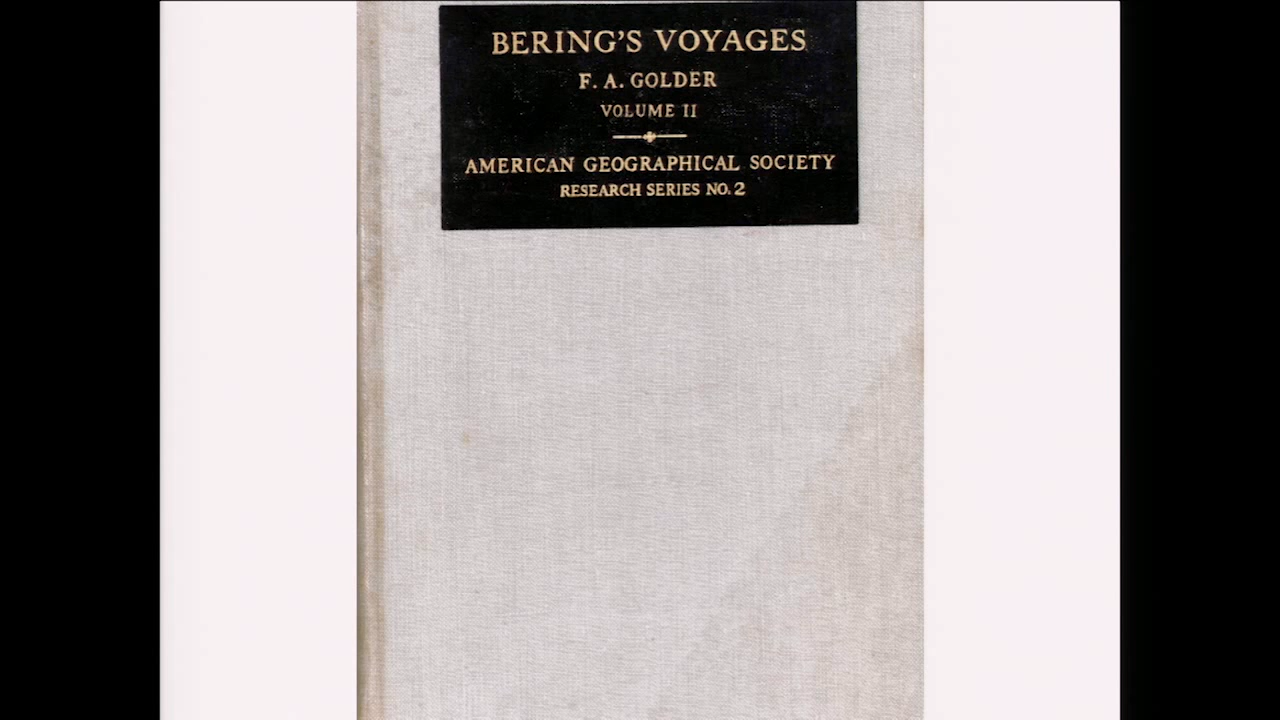 BERING'S VOYAGES
F. A. GOLDER
VOLUME II
AMERICAN GEOGRAPHICAL SOCIETY
RESEARCH SERIES NO. 2